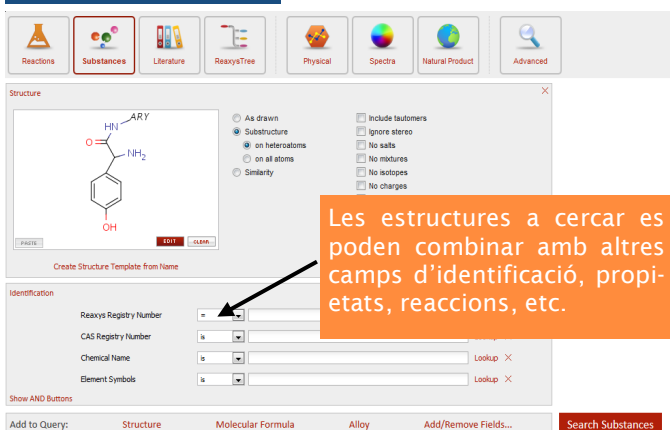 Reactions Substances Literature ReaxysTree Physical Spectra Natural Product Advanced
Structure
ARY
HN
O
NH₂
OH
As drawn
Substructure
on heteroatoms
on all atoms
Similarity
Include tautomers
Ignore stereo
No salts
No mixtures
No isotopes
No charges
PASTE EDIT CLEAR
Create Structure Template from Name
Les estructures a cercar es
poden combinar amb altres
camps d'identificació, propi-
etats, reaccions, etc.
Identification
Reaxys Registry Number =
CAS Registry Number is Lookup
Chemical Name is Lookup
Element Symbols is Lookup
Show AND Buttons
Add to Query: Structure Molecular Formula Alloy Add/Remove Fields... Search Substances